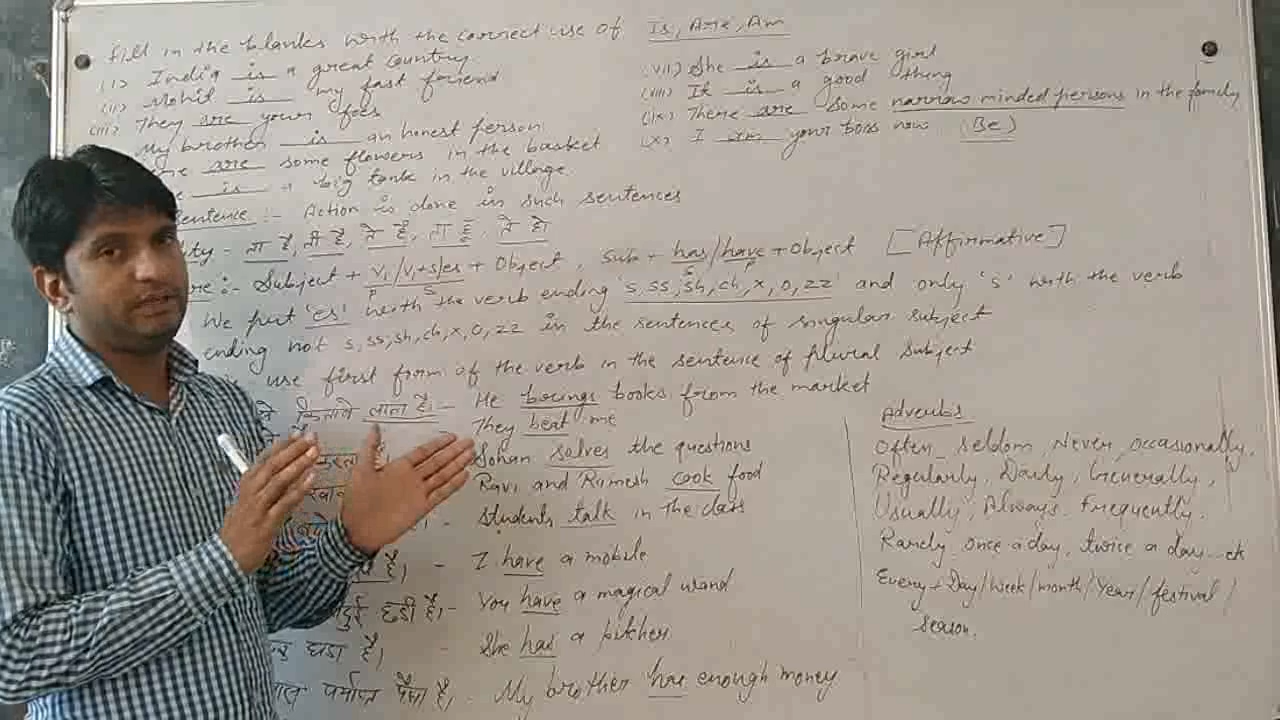 Fill in the blanks with the correct use of Is, Are, Am
(i) India is a great country
(ii) Mohit is my fast friend
(iii) They are your foes
My brother is an honest person
are some flowers in the basket
is a big tank in the village.
Sentence :- Action is done in such sentences
ता है, ती है, ते हैं, ता हूँ, ते हो
:- Subject + V1/V1+s/es + Object, Sub + has/have + Object [Affirmative]
P S S P
We put 'es' with the verb ending 's, ss, sh, ch, x, o, zz' and only 's' with the verb
ending not s, ss, sh, ch, x, o, zz in the sentences of singular subject
use first form of the verb in the sentence of plural subject
किताबें लाता है। - He brings books from the market
They beat me
Sohan solves the questions
Ravi and Ramesh cook food
- Students talk in the class
है। - I have a mobile
छड़ी है। - You have a magical wand
घड़ा है। - She has a pitcher
पर्याप्त पैसा है। - My brother has enough money
(vii) She is a brave girl
(viii) It is a good thing
(ix) There are some narrow minded persons in the family
(x) I am your boss now (Be)
Adverbs
Often, Seldom, Never, occasionally,
Regularly, Daily, Generally,
Usually, Always, Frequently,
Rarely, once a day, twice a day
Every + Day/Week/month/Year/festival/
Season.